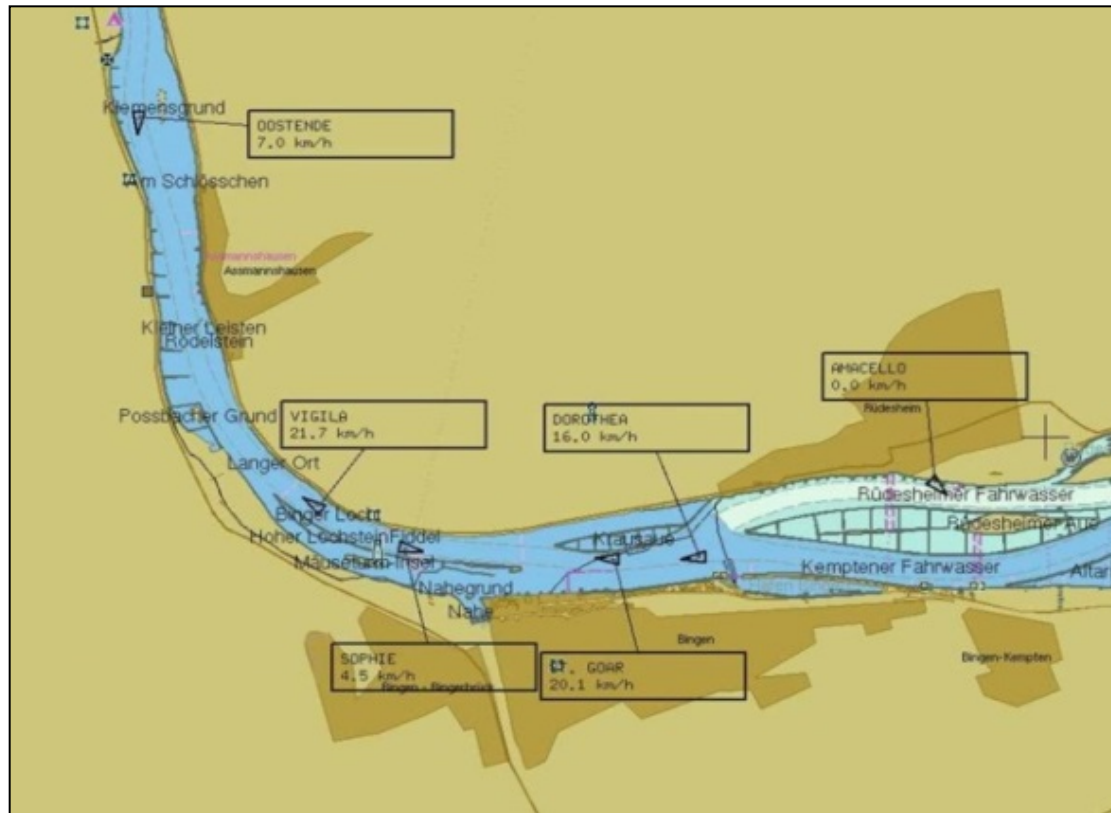 Klemensgrund
OOSTENDE
7.0 km/h
Am Schlösschen
Assmannshausen
Assmannshausen
Kleiner Leisten
Rödelstein
AMACELLO
0.0 km/h
Rüdesheim
Possbacher Grund
VIGILA
21.7 km/h
DOROTHEA
16.0 km/h
Langer Ort
Rüdesheimer Fahrwasser
Binger Loch
Rüdesheimer Aue
Hoher Lochstein
Fiddel
Krausaue
Mäuseturm-Insel
Kemptener Fahrwasser
Altar
Nahegrund
Nahe
Bingen
SOPHIE
4.5 km/h
Bingen - Bingerbrück
GOAR
20.1 km/h
Bingen-Kempten